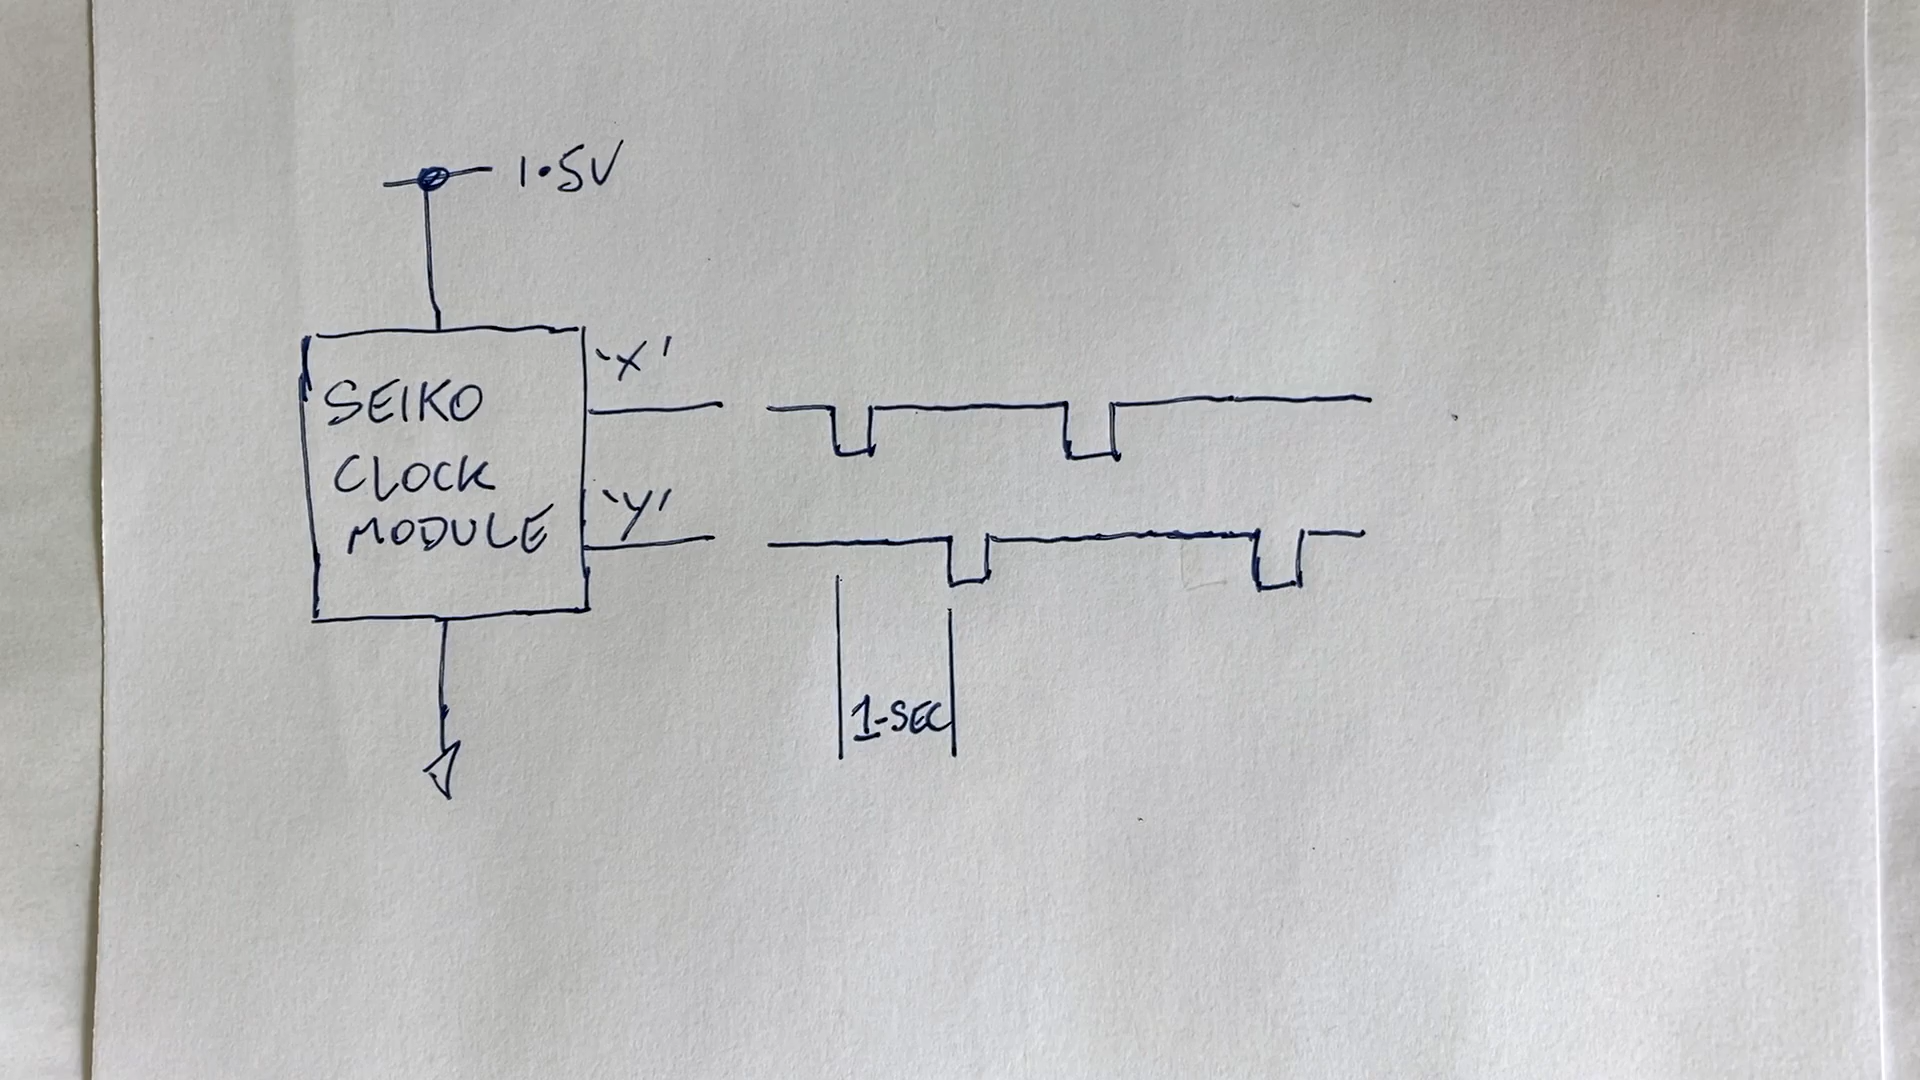 1.5V
'X'
SEIKO
CLOCK
MODULE
'Y'
1-SEC